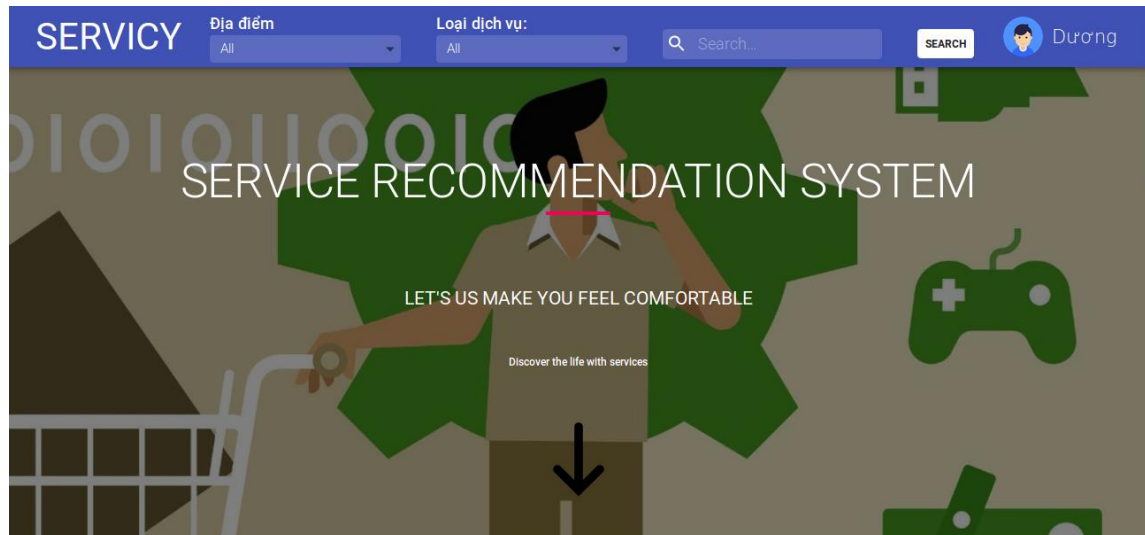 SERVICY
Địa điểm
All
Loại dịch vụ:
All
Search...
SEARCH
Dương
0101011001C
SERVICE RECOMMENDATION SYSTEM
LET'S US MAKE YOU FEEL COMFORTABLE
Discover the life with services